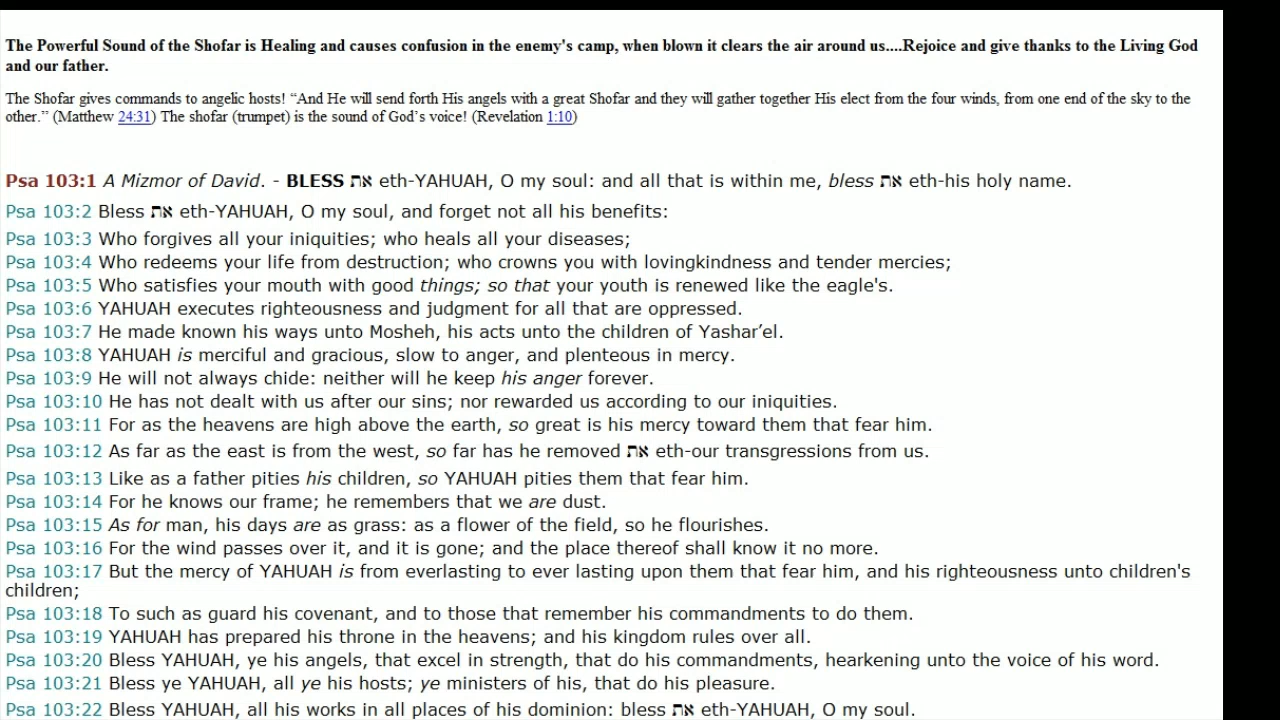 The Powerful Sound of the Shofar is Healing and causes confusion in the enemy's camp, when blown it clears the air around us....Rejoice and give thanks to the Living God
and our father.
The Shofar gives commands to angelic hosts! “And He will send forth His angels with a great Shofar and they will gather together His elect from the four winds, from one end of the sky to the
other.” (Matthew 24:31) The shofar (trumpet) is the sound of God’s voice! (Revelation 1:10)
Psa 103:1 A Mizmor of David. - BLESS את eth-YAHUAH, O my soul: and all that is within me, bless את eth-his holy name.
Psa 103:2 Bless את eth-YAHUAH, O my soul, and forget not all his benefits:
Psa 103:3 Who forgives all your iniquities; who heals all your diseases;
Psa 103:4 Who redeems your life from destruction; who crowns you with lovingkindness and tender mercies;
Psa 103:5 Who satisfies your mouth with good things; so that your youth is renewed like the eagle's.
Psa 103:6 YAHUAH executes righteousness and judgment for all that are oppressed.
Psa 103:7 He made known his ways unto Mosheh, his acts unto the children of Yashar’el.
Psa 103:8 YAHUAH is merciful and gracious, slow to anger, and plenteous in mercy.
Psa 103:9 He will not always chide: neither will he keep his anger forever.
Psa 103:10 He has not dealt with us after our sins; nor rewarded us according to our iniquities.
Psa 103:11 For as the heavens are high above the earth, so great is his mercy toward them that fear him.
Psa 103:12 As far as the east is from the west, so far has he removed את eth-our transgressions from us.
Psa 103:13 Like as a father pities his children, so YAHUAH pities them that fear him.
Psa 103:14 For he knows our frame; he remembers that we are dust.
Psa 103:15 As for man, his days are as grass: as a flower of the field, so he flourishes.
Psa 103:16 For the wind passes over it, and it is gone; and the place thereof shall know it no more.
Psa 103:17 But the mercy of YAHUAH is from everlasting to ever lasting upon them that fear him, and his righteousness unto children's
children;
Psa 103:18 To such as guard his covenant, and to those that remember his commandments to do them.
Psa 103:19 YAHUAH has prepared his throne in the heavens; and his kingdom rules over all.
Psa 103:20 Bless YAHUAH, ye his angels, that excel in strength, that do his commandments, hearkening unto the voice of his word.
Psa 103:21 Bless ye YAHUAH, all ye his hosts; ye ministers of his, that do his pleasure.
Psa 103:22 Bless YAHUAH, all his works in all places of his dominion: bless את eth-YAHUAH, O my soul.